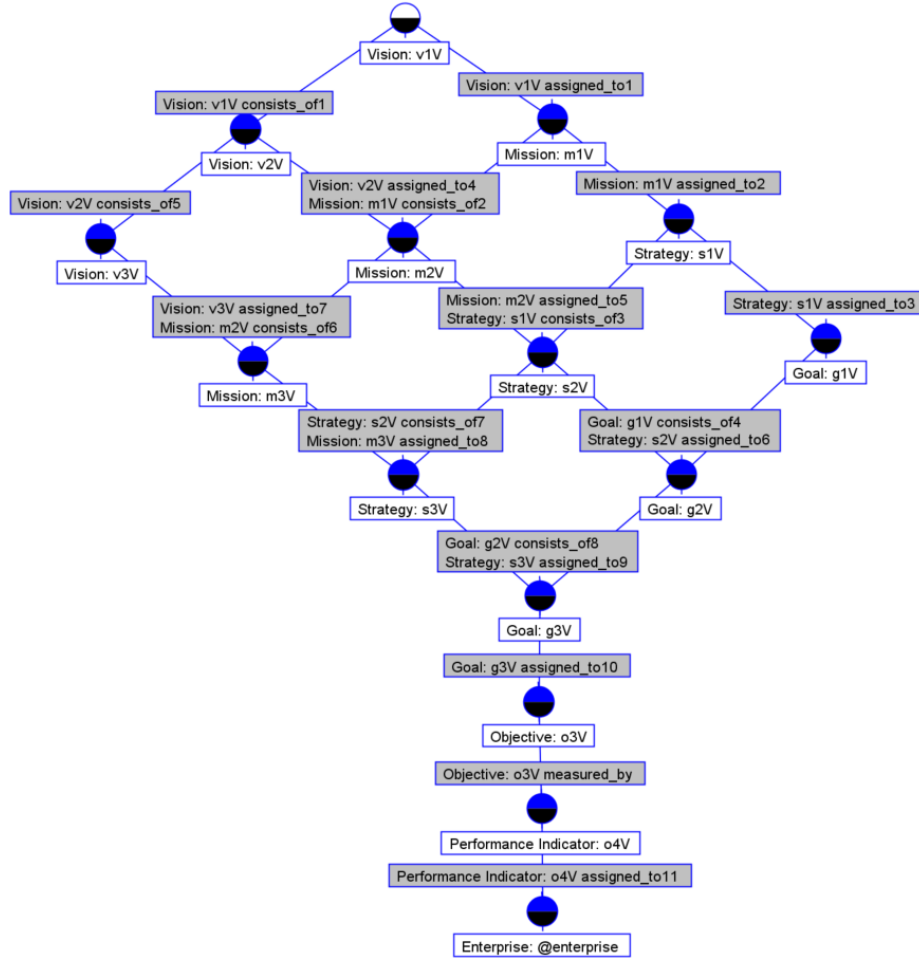 Vision: v1V
Vision: v1V assigned_to1
Vision: v1V consists_of1
Mission: m1V
Vision: v2V
Vision: v2V assigned_to4
Mission: m1V consists_of2
Mission: m1V assigned_to2
Vision: v2V consists_of5
Strategy: s1V
Vision: v3V
Mission: m2V
Vision: v3V assigned_to7
Mission: m2V consists_of6
Mission: m2V assigned_to5
Strategy: s1V consists_of3
Strategy: s1V assigned_to3
Goal: g1V
Mission: m3V
Strategy: s2V
Strategy: s2V consists_of7
Mission: m3V assigned_to8
Goal: g1V consists_of4
Strategy: s2V assigned_to6
Strategy: s3V
Goal: g2V
Goal: g2V consists_of8
Strategy: s3V assigned_to9
Goal: g3V
Goal: g3V assigned_to10
Objective: o3V
Objective: o3V measured_by
Performance Indicator: o4V
Performance Indicator: o4V assigned_to11
Enterprise: @enterprise